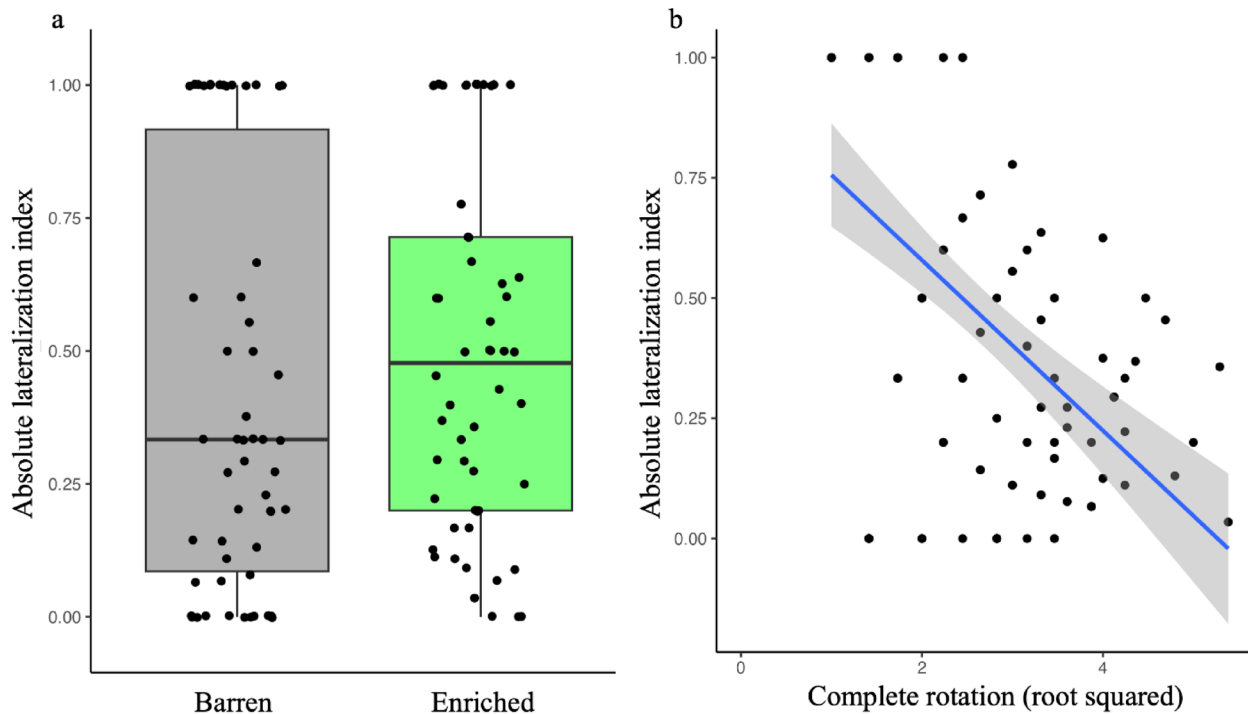 a
Absolute lateralization index
1.00
0.75
0.50
0.25
0.00
Barren
Enriched
b
Absolute lateralization index
1.00
0.75
0.50
0.25
0.00
0
2
4
Complete rotation (root squared)